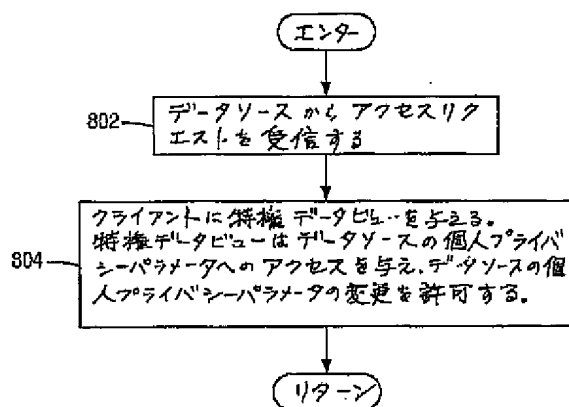 エンター
802
データソースからアクセスリク
エストを受信する
804
クライアントに特権データビューを与える。
特権データビューはデータソースの個人プライバ
シーパラメータへのアクセスを与え、データソースの個
人プライバシーパラメータの変更を許可する。
リターン